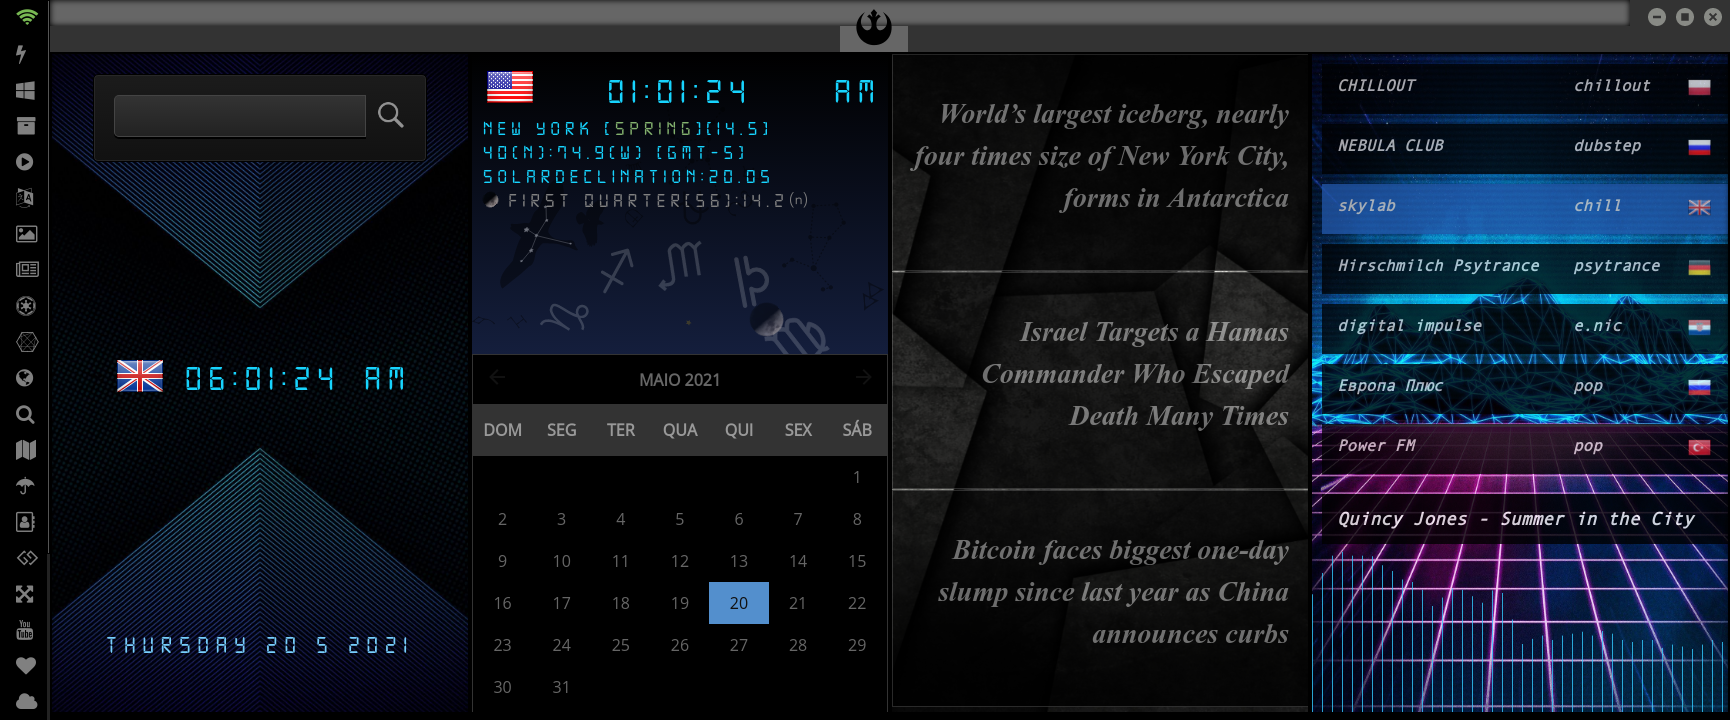 06:01:24 AM
THURSDAY 20 5 2021
01:01:24 AM
NEW YORK [SPRING][14.5]
40(N):74.9(W) [GMT-5]
SOLARDECLINATION:20.05
FIRST QUARTER[56]:14.2(n)
MAIO 2021
DOM SEG TER QUA QUI SEX SÁB
1
2 3 4 5 6 7 8
9 10 11 12 13 14 15
16 17 18 19 20 21 22
23 24 25 26 27 28 29
30 31
World’s largest iceberg, nearly
four times size of New York City,
forms in Antarctica
Israel Targets a Hamas
Commander Who Escaped
Death Many Times
Bitcoin faces biggest one-day
slump since last year as China
announces curbs
CHILLOUT chillout
NEBULA CLUB dubstep
skylab chill
Hirschmilch Psytrance psytrance
digital impulse e.nic
Европа Плюс pop
Power FM pop
Quincy Jones - Summer in the City
You
Tube